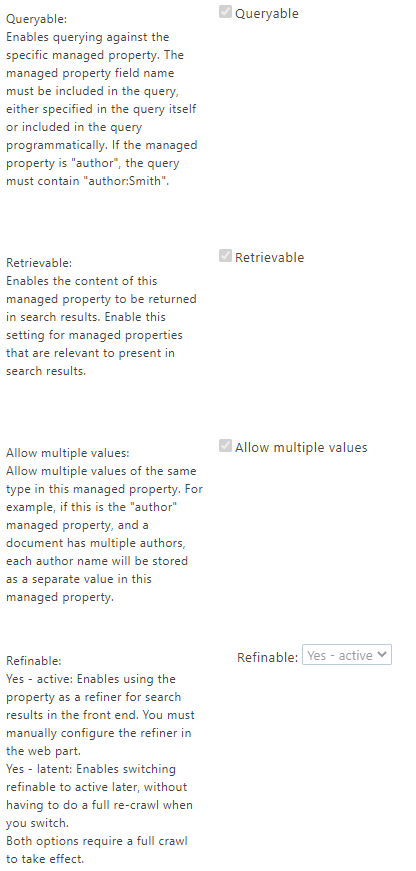 Queryable:
Enables querying against the
specific managed property. The
managed property field name
must be included in the query,
either specified in the query itself
or included in the query
programmatically. If the managed
property is "author", the query
must contain "author:Smith".
Queryable
Retrievable:
Enables the content of this
managed property to be returned
in search results. Enable this
setting for managed properties
that are relevant to present in
search results.
Retrievable
Allow multiple values:
Allow multiple values of the same
type in this managed property. For
example, if this is the "author"
managed property, and a
document has multiple authors,
each author name will be stored
as a separate value in this
managed property.
Allow multiple values
Refinable:
Yes - active: Enables using the
property as a refiner for search
results in the front end. You must
manually configure the refiner in
the web part.
Yes - latent: Enables switching
refinable to active later, without
having to do a full re-crawl when
you switch.
Both options require a full crawl
to take effect.
Refinable: Yes - active